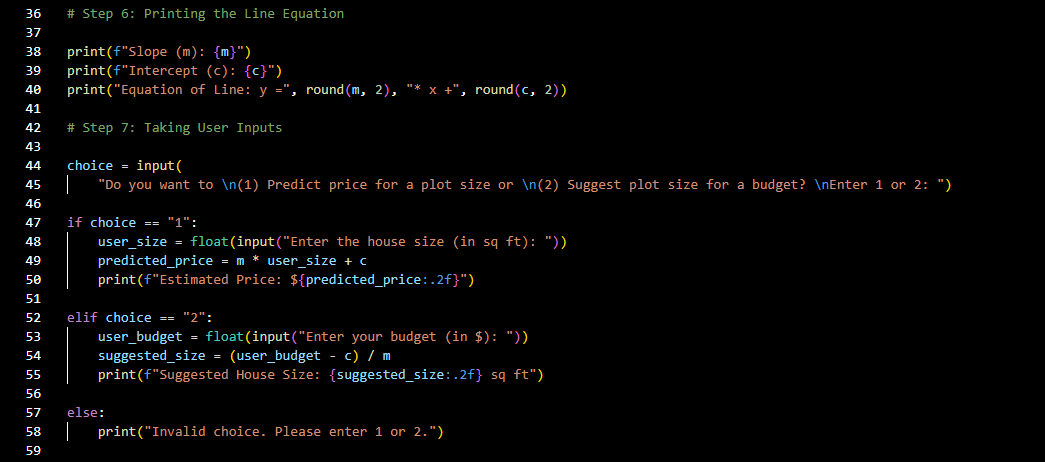 36 # Step 6: Printing the Line Equation
37
38 print(f"Slope (m): {m}")
39 print(f"Intercept (c): {c}")
40 print("Equation of Line: y =", round(m, 2), "* x +", round(c, 2))
41
42 # Step 7: Taking User Inputs
43
44 choice = input(
45     "Do you want to \n(1) Predict price for a plot size or \n(2) Suggest plot size for a budget? \nEnter 1 or 2: ")
46
47 if choice == "1":
48     user_size = float(input("Enter the house size (in sq ft): "))
49     predicted_price = m * user_size + c
50     print(f"Estimated Price: ${predicted_price:.2f}")
51
52 elif choice == "2":
53     user_budget = float(input("Enter your budget (in $): "))
54     suggested_size = (user_budget - c) / m
55     print(f"Suggested House Size: {suggested_size:.2f} sq ft")
56
57 else:
58     print("Invalid choice. Please enter 1 or 2.")
59